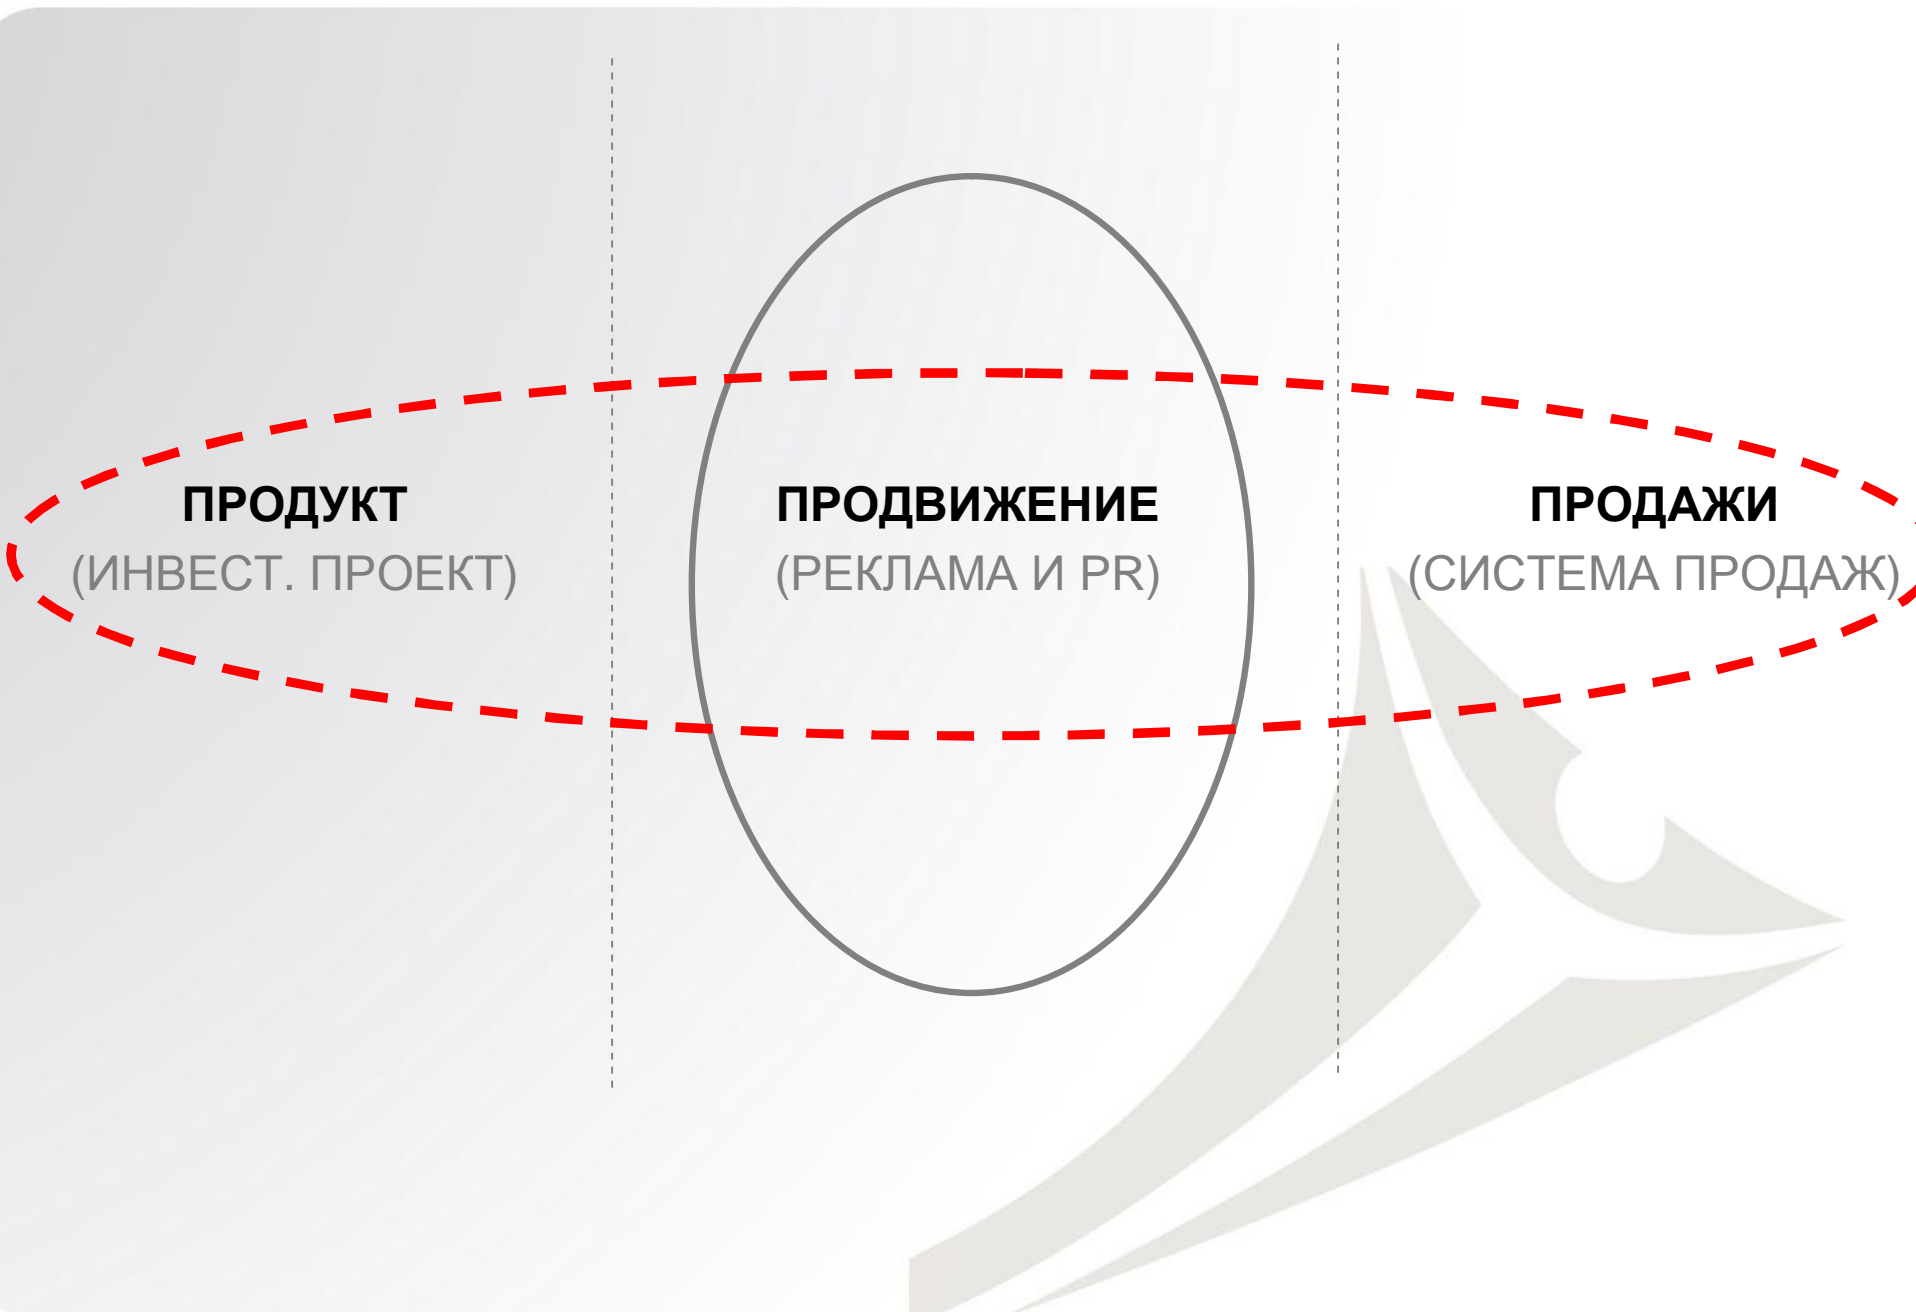 ПРОДУКТ
(ИНВЕСТ. ПРОЕКТ)
ПРОДВИЖЕНИЕ
(РЕКЛАМА И PR)
ПРОДАЖИ
(СИСТЕМА ПРОДАЖ)